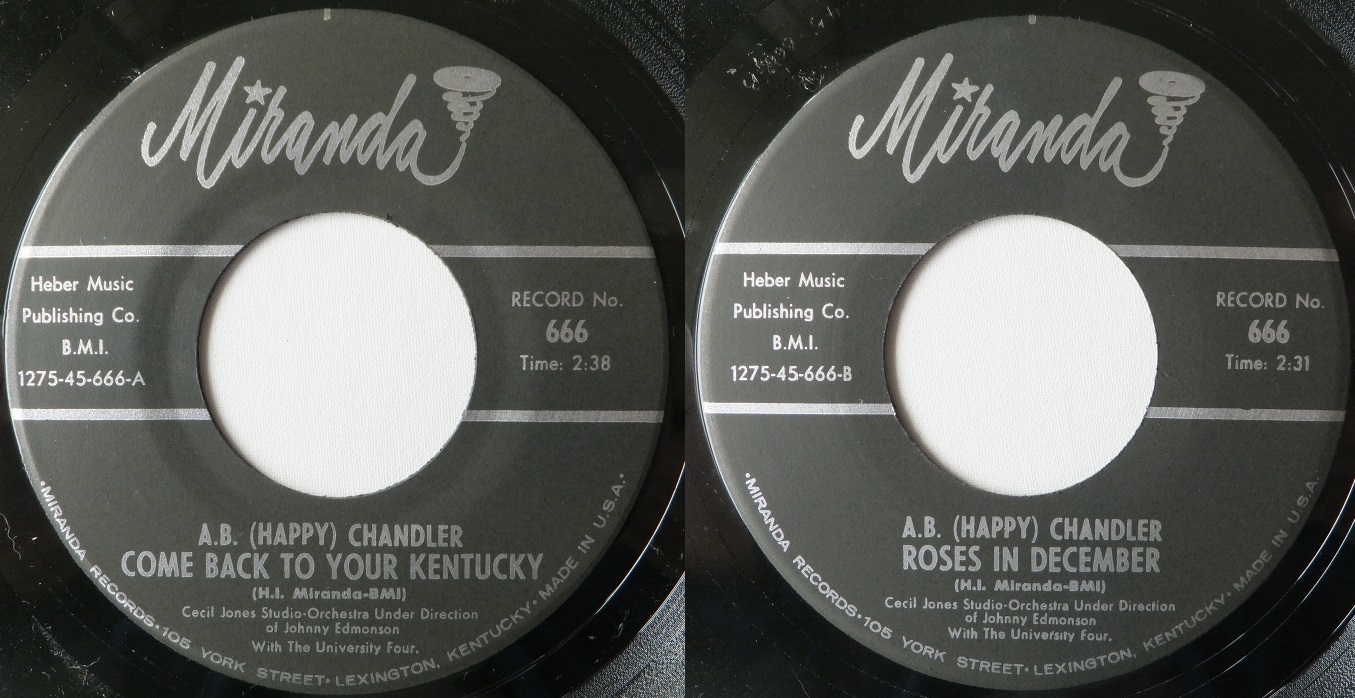 Miranda
Heber Music
Publishing Co.
B.M.I.
1275-45-666-A
RECORD No.
666
Time: 2:38
A.B. (HAPPY) CHANDLER
COME BACK TO YOUR KENTUCKY
(H.I. Miranda-BMI)
Cecil Jones Studio-Orchestra Under Direction
of Johnny Edmonson
With The University Four.
•MIRANDA RECORDS•105 YORK STREET•LEXINGTON, KENTUCKY•MADE IN U.S.A.•
Miranda
Heber Music
Publishing Co.
B.M.I.
1275-45-666-B
RECORD No.
666
Time: 2:31
A.B. (HAPPY) CHANDLER
ROSES IN DECEMBER
(H.I. Miranda-BMI)
Cecil Jones Studio-Orchestra Under Direction
of Johnny Edmonson
With The University Four.
•MIRANDA RECORDS•105 YORK STREET•LEXINGTON, KENTUCKY•MADE IN U.S.A.•